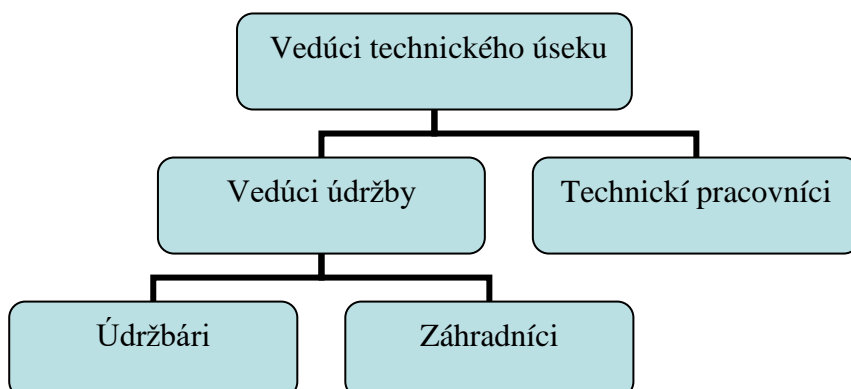 Vedúci technického úseku
Vedúci údržby
Technickí pracovníci
Údržbári
Záhradníci